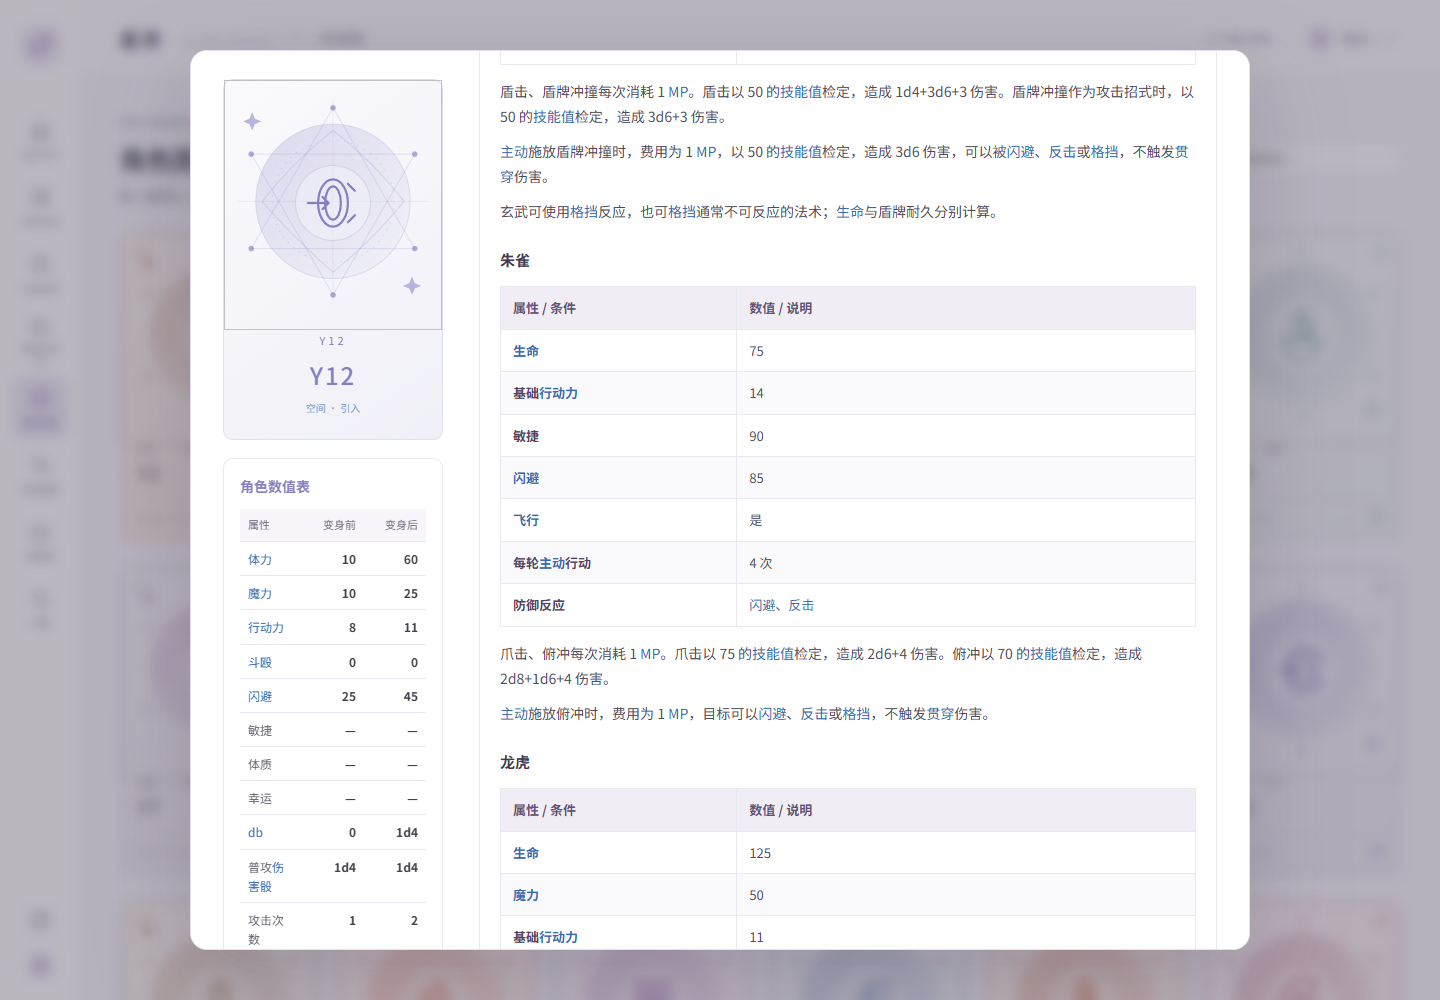 Y12
Y12
空间 · 引入
角色数值表
属性 变身前 变身后
体力 10 60
魔力 10 25
行动力 8 11
斗殴 0 0
闪避 25 45
敏捷 — —
体质 — —
幸运 — —
db 0 1d4
普攻伤
害骰 1d4 1d4
攻击次
数 1 2
盾击、盾牌冲撞每次消耗 1 MP。盾击以 50 的技能值检定，造成 1d4+3d6+3 伤害。盾牌冲撞作为攻击招式时，以
50 的技能值检定，造成 3d6+3 伤害。
主动施放盾牌冲撞时，费用为 1 MP，以 50 的技能值检定，造成 3d6 伤害，可以被闪避、反击或格挡，不触发贯
穿伤害。
玄武可使用格挡反应，也可格挡通常不可反应的法术；生命与盾牌耐久分别计算。
朱雀
属性 / 条件 数值 / 说明
生命 75
基础行动力 14
敏捷 90
闪避 85
飞行 是
每轮主动行动 4 次
防御反应 闪避、反击
爪击、俯冲每次消耗 1 MP。爪击以 75 的技能值检定，造成 2d6+4 伤害。俯冲以 70 的技能值检定，造成
2d8+1d6+4 伤害。
主动施放俯冲时，费用为 1 MP，目标可以闪避、反击或格挡，不触发贯穿伤害。
龙虎
属性 / 条件 数值 / 说明
生命 125
魔力 50
基础行动力 11